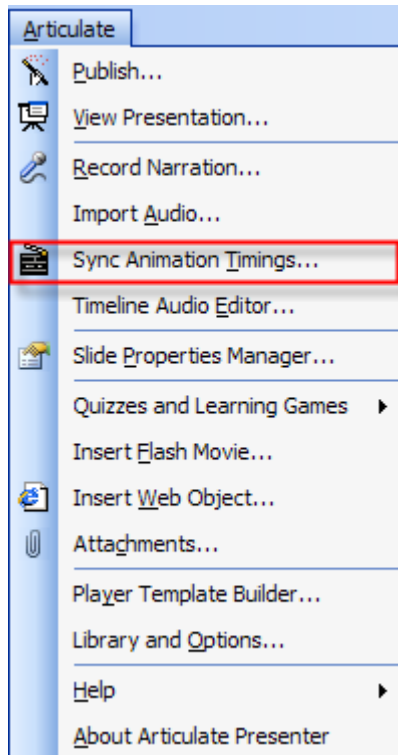 Articulate
Publish...
View Presentation...
Record Narration...
Import Audio...
Sync Animation Timings...
Timeline Audio Editor...
Slide Properties Manager...
Quizzes and Learning Games
Insert Flash Movie...
Insert Web Object...
Attachments...
Player Template Builder...
Library and Options...
Help
About Articulate Presenter